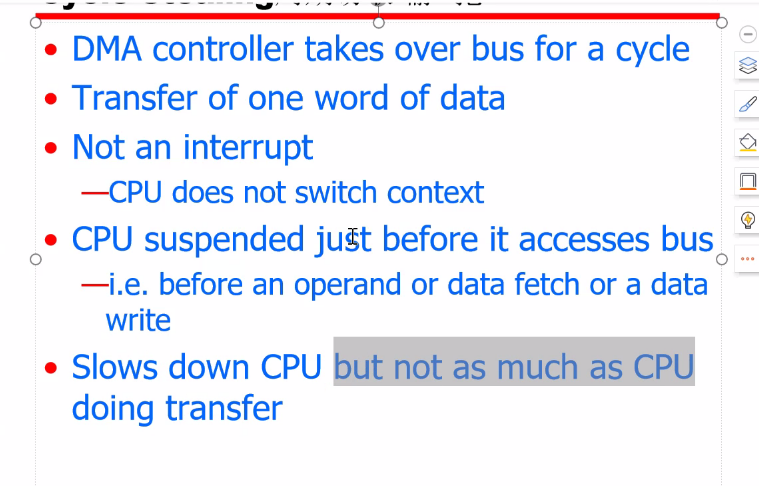 Cycle Stealing
• DMA controller takes over bus for a cycle
• Transfer of one word of data
• Not an interrupt
—CPU does not switch context
• CPU suspended just before it accesses bus
—i.e. before an operand or data fetch or a data
write
• Slows down CPU but not as much as CPU
doing transfer